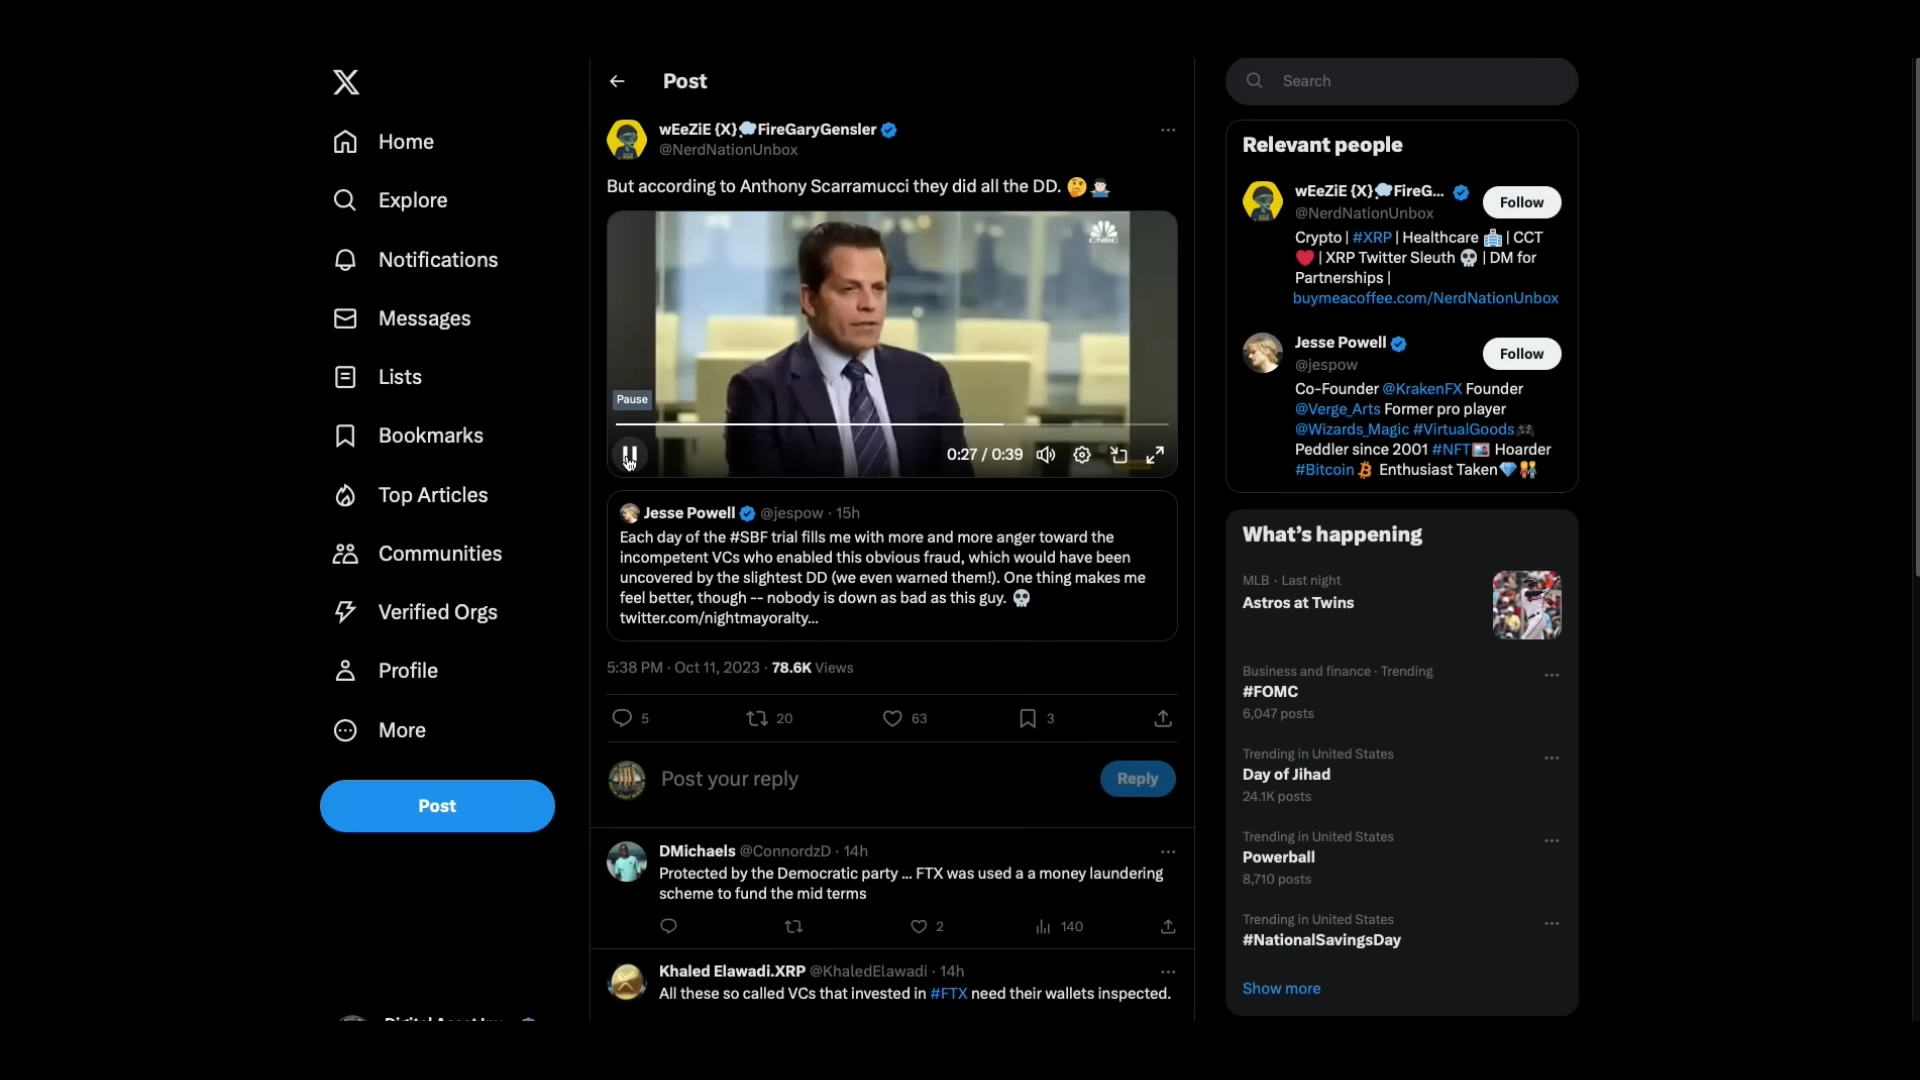 Home
Explore
Notifications
Messages
Lists
Bookmarks
Top Articles
Communities
Verified Orgs
Profile
More
Post
Post
wEeZiE {X}💭FireGaryGensler
@NerdNationUnbox
But according to Anthony Scarramucci they did all the DD. 🤔🤷🏻‍♂️
CNBC
Pause
0:27 / 0:39
Jesse Powell @jespow · 15h
Each day of the #SBF trial fills me with more and more anger toward the
incompetent VCs who enabled this obvious fraud, which would have been
uncovered by the slightest DD (we even warned them!). One thing makes me
feel better, though -- nobody is down as bad as this guy. 💀
twitter.com/nightmayoralty...
5:38 PM · Oct 11, 2023 · 78.6K Views
5 20 63 3
Post your reply
Reply
DMichaels @ConnordzD · 14h
Protected by the Democratic party ... FTX was used a a money laundering
scheme to fund the mid terms
2 140
Khaled Elawadi.XRP @KhaledElawadi · 14h
All these so called VCs that invested in #FTX need their wallets inspected.
Search
Relevant people
wEeZiE {X}💭FireG...
Follow
@NerdNationUnbox
Crypto | #XRP | Healthcare 🏥 | CCT
❤️ | XRP Twitter Sleuth 💀 | DM for
Partnerships |
buymeacoffee.com/NerdNationUnbox
Jesse Powell
Follow
@jespow
Co-Founder @KrakenFX Founder
@Verge_Arts Former pro player
@Wizards_Magic #VirtualGoods🎮
Peddler since 2001 #NFT🖼️ Hoarder
#Bitcoin Enthusiast Taken💎👫
What's happening
MLB · Last night
Astros at Twins
Business and finance · Trending
#FOMC
6,047 posts
Trending in United States
Day of Jihad
24.1K posts
Trending in United States
Powerball
8,710 posts
Trending in United States
#NationalSavingsDay
Show more